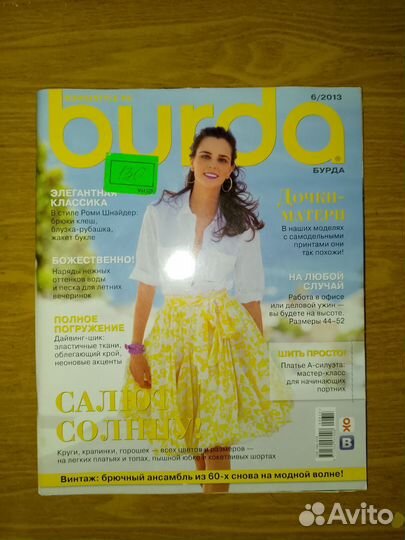 burda
6/2013
БУРДА
130
ЭЛЕГАНТНАЯ
КЛАССИКА
В стиле Роми Шнайдер:
брюки клеш,
блузка-рубашка,
жакет букле
БОЖЕСТВЕННО!
Наряды нежных
оттенков воды
и песка для летних
вечеринок
ПОЛНОЕ
ПОГРУЖЕНИЕ
Дайвинг-шик:
эластичные ткани,
облегающий крой,
неоновые акценты
Дочки-
матери
В наших моделях
с самодельными
принтами они
так похожи!
НА ЛЮБОЙ
СЛУЧАЙ
Работа в офисе
или деловой ужин —
вы будете на высоте.
Размеры 44–52
ШИТЬ ПРОСТО!
Платье А-силуэта:
мастер-класс
для начинающих
портних
САЛЮТ,
СОЛНЦУ!
Круги, крапинки, горошек — всех цветов и размеров —
на легких платьях и топах, пышной юбке и кокетливых шортах
Винтаж: брючный ансамбль из 60-х снова на модной волне!
Avito